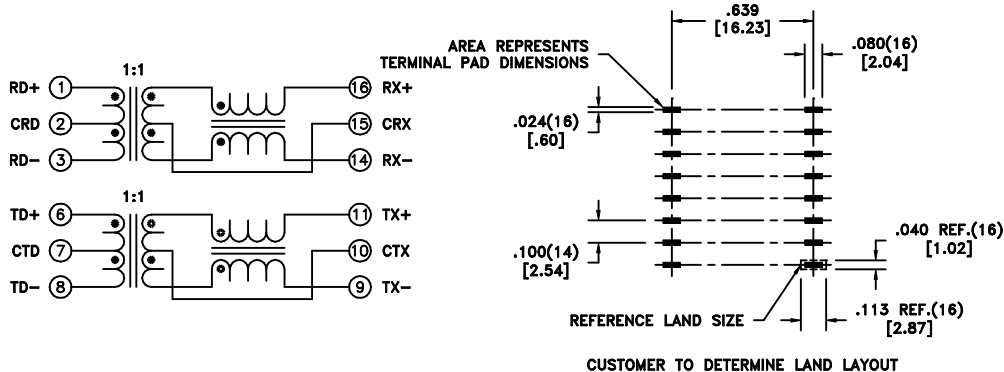 1:1
RD+ 1
CRD 2
RD- 3
16 RX+
15 CRX
14 RX-
1:1
TD+ 6
CTD 7
TD- 8
11 TX+
10 CTX
9 TX-
.639
[16.23]
AREA REPRESENTS
TERMINAL PAD DIMENSIONS
.080(16)
[2.04]
.024(16)
[.60]
.100(14)
[2.54]
.040 REF.(16)
[1.02]
REFERENCE LAND SIZE
.113 REF.(16)
[2.87]
CUSTOMER TO DETERMINE LAND LAYOUT